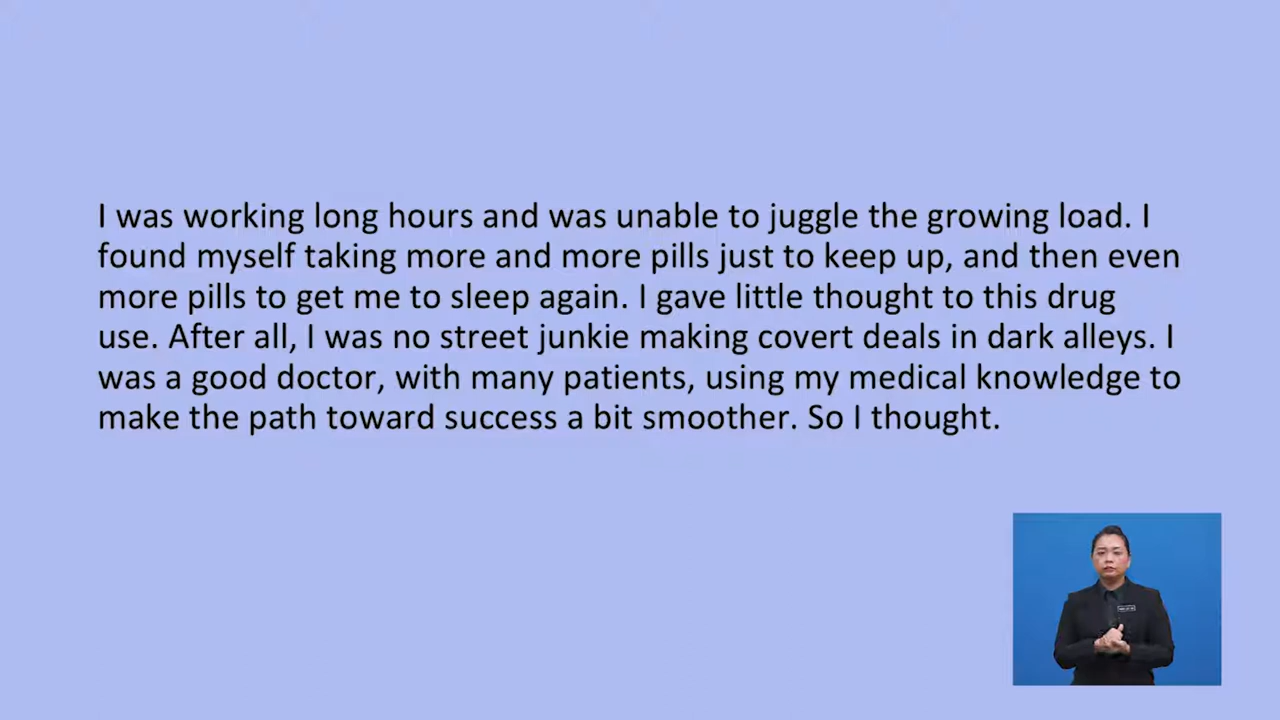 I was working long hours and was unable to juggle the growing load. I
found myself taking more and more pills just to keep up, and then even
more pills to get me to sleep again. I gave little thought to this drug
use. After all, I was no street junkie making covert deals in dark alleys. I
was a good doctor, with many patients, using my medical knowledge to
make the path toward success a bit smoother. So I thought.